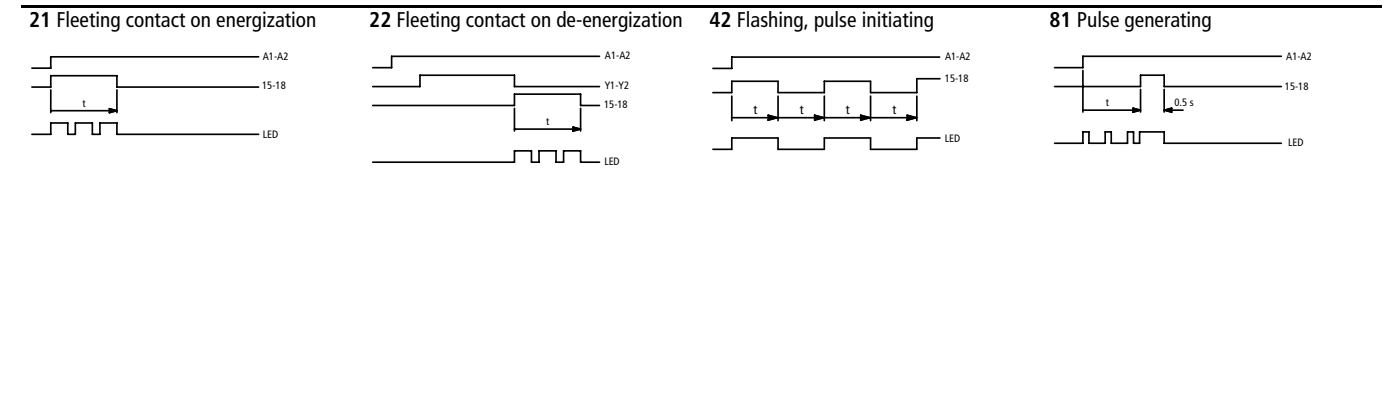 21 Fleeting contact on energization
A1-A2
15-18
t
LED
22 Fleeting contact on de-energization
A1-A2
Y1-Y2
15-18
t
LED
42 Flashing, pulse initiating
A1-A2
15-18
t t t t
LED
81 Pulse generating
A1-A2
15-18
t 0.5 s
LED